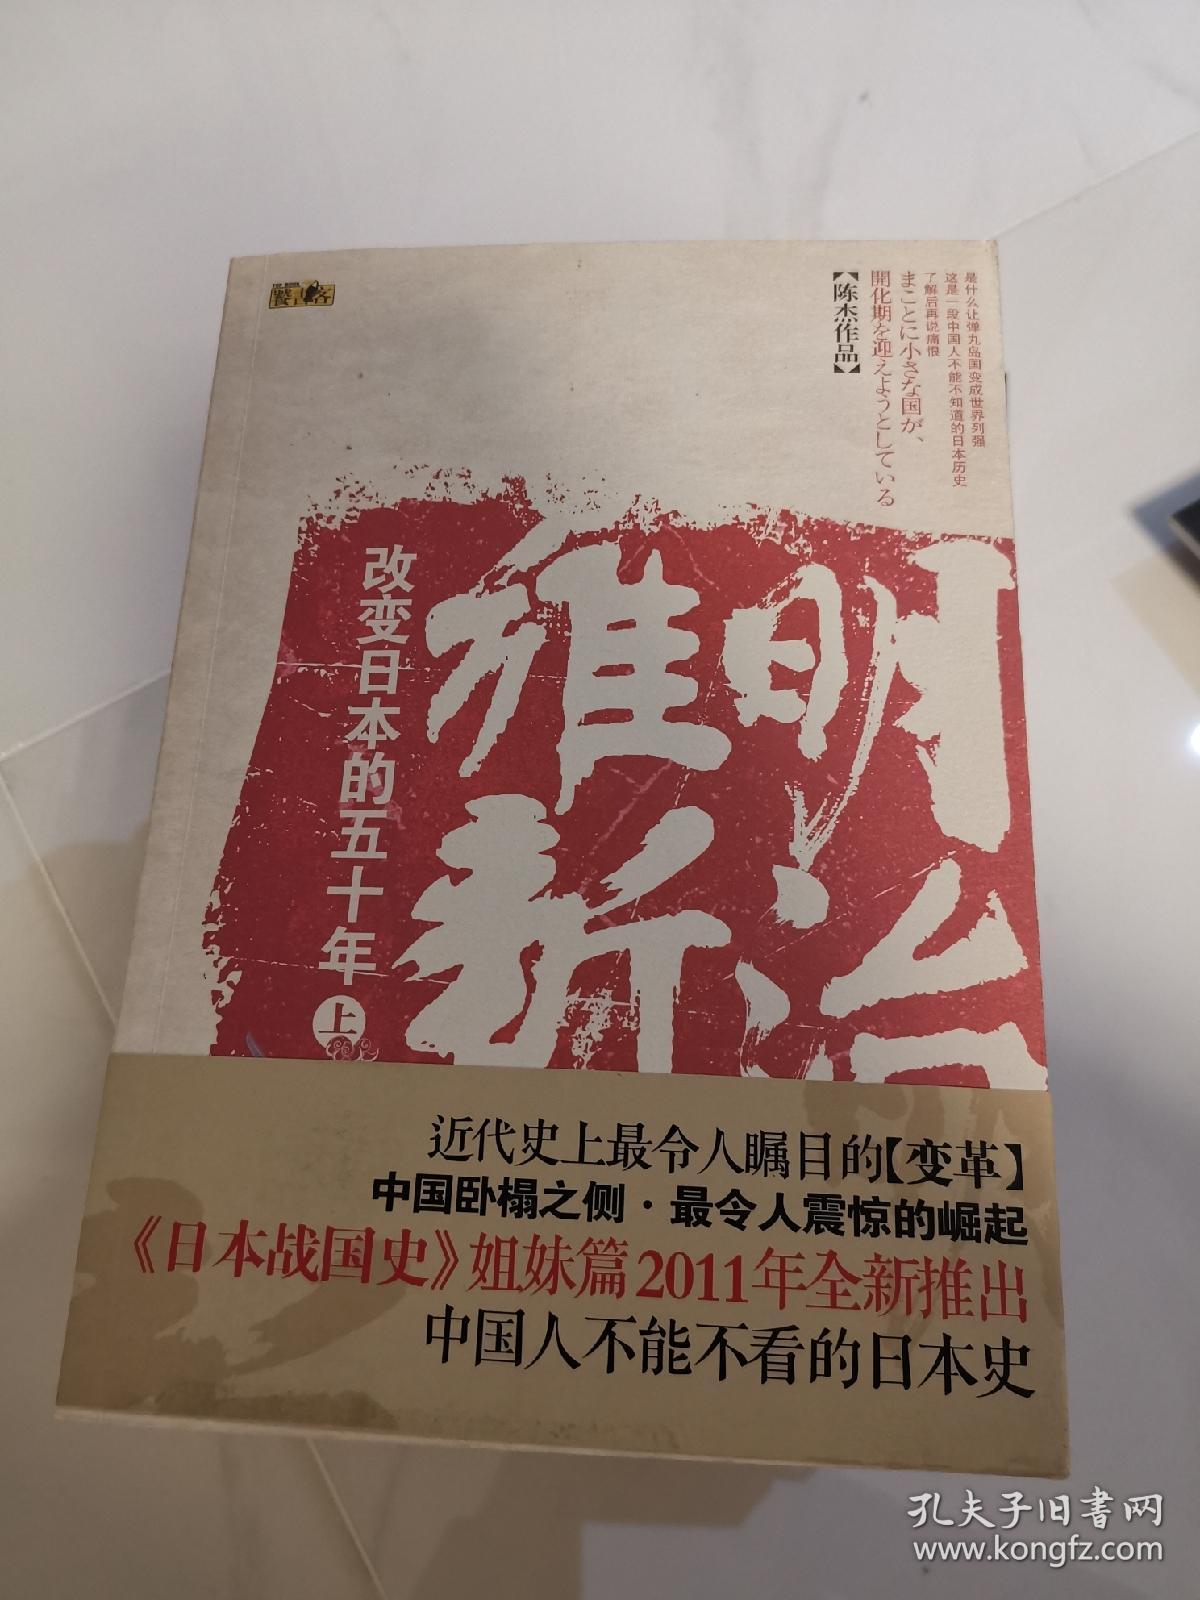 是什么让弹丸岛国变成世界列强
这是一段中国人不能不知道的日本历史
了解后再说痛恨
まことに小さな国が、
開化期を迎えようとしている
【陈杰作品】
明治
维新
改变日本的五十年
上
近代史上最令人瞩目的【变革】
中国卧榻之侧·最令人震惊的崛起
《日本战国史》姐妹篇2011年全新推出
中国人不能不看的日本史
孔夫子旧书网
www.kongfz.com